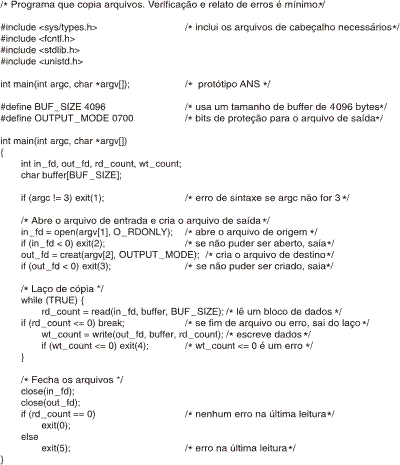 /* Programa que copia arquivos. Verificação e relato de erros é mínimo.*/
#include <sys/types.h> /* inclui os arquivos de cabeçalho necessários*/
#include <fcntl.h>
#include <stdlib.h>
#include <unistd.h>
int main(int argc, char *argv[]); /* protótipo ANS */
#define BUF_SIZE 4096 /* usa um tamanho de buffer de 4096 bytes*/
#define OUTPUT_MODE 0700 /* bits de proteção para o arquivo de saída*/
int main(int argc, char *argv[])
{
int in_fd, out_fd, rd_count, wt_count;
char buffer[BUF_SIZE];
if (argc != 3) exit(1); /* erro de sintaxe se argc não for 3 */
/* Abre o arquivo de entrada e cria o arquivo de saída */
in_fd = open(argv[1], O_RDONLY); /* abre o arquivo de origem */
if (in_fd < 0) exit(2); /* se não puder ser aberto, saia*/
out_fd = creat(argv[2], OUTPUT_MODE); /* cria o arquivo de destino*/
if (out_fd < 0) exit(3); /* se não puder ser criado, saia*/
/* Laço de cópia */
while (TRUE) {
rd_count = read(in_fd, buffer, BUF_SIZE); /* lê um bloco de dados */
if (rd_count <= 0) break; /* se fim de arquivo ou erro, sai do laço */
wt_count = write(out_fd, buffer, rd_count); /* escreve dados */
if (wt_count <= 0) exit(4); /* wt_count <= 0 é um erro */
}
/* Fecha os arquivos */
close(in_fd);
close(out_fd);
if (rd_count == 0) /* nenhum erro na última leitura*/
exit(0);
else
exit(5); /* erro na última leitura*/
}